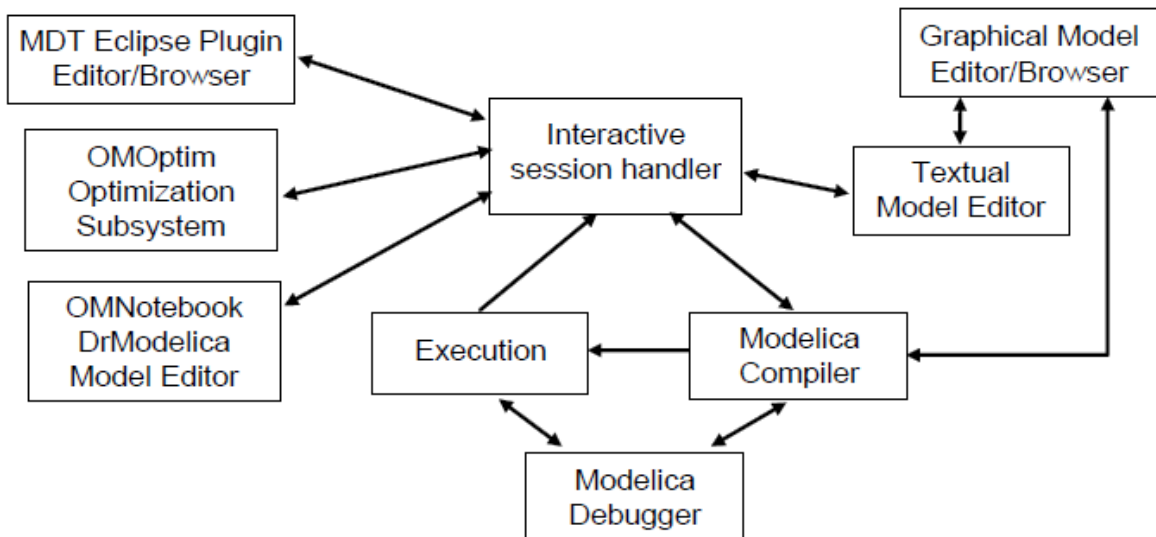 MDT Eclipse Plugin
Editor/Browser
Graphical Model
Editor/Browser
Interactive
session handler
OMOptim
Optimization
Subsystem
Textual
Model Editor
OMNotebook
DrModelica
Model Editor
Execution
Modelica
Compiler
Modelica
Debugger